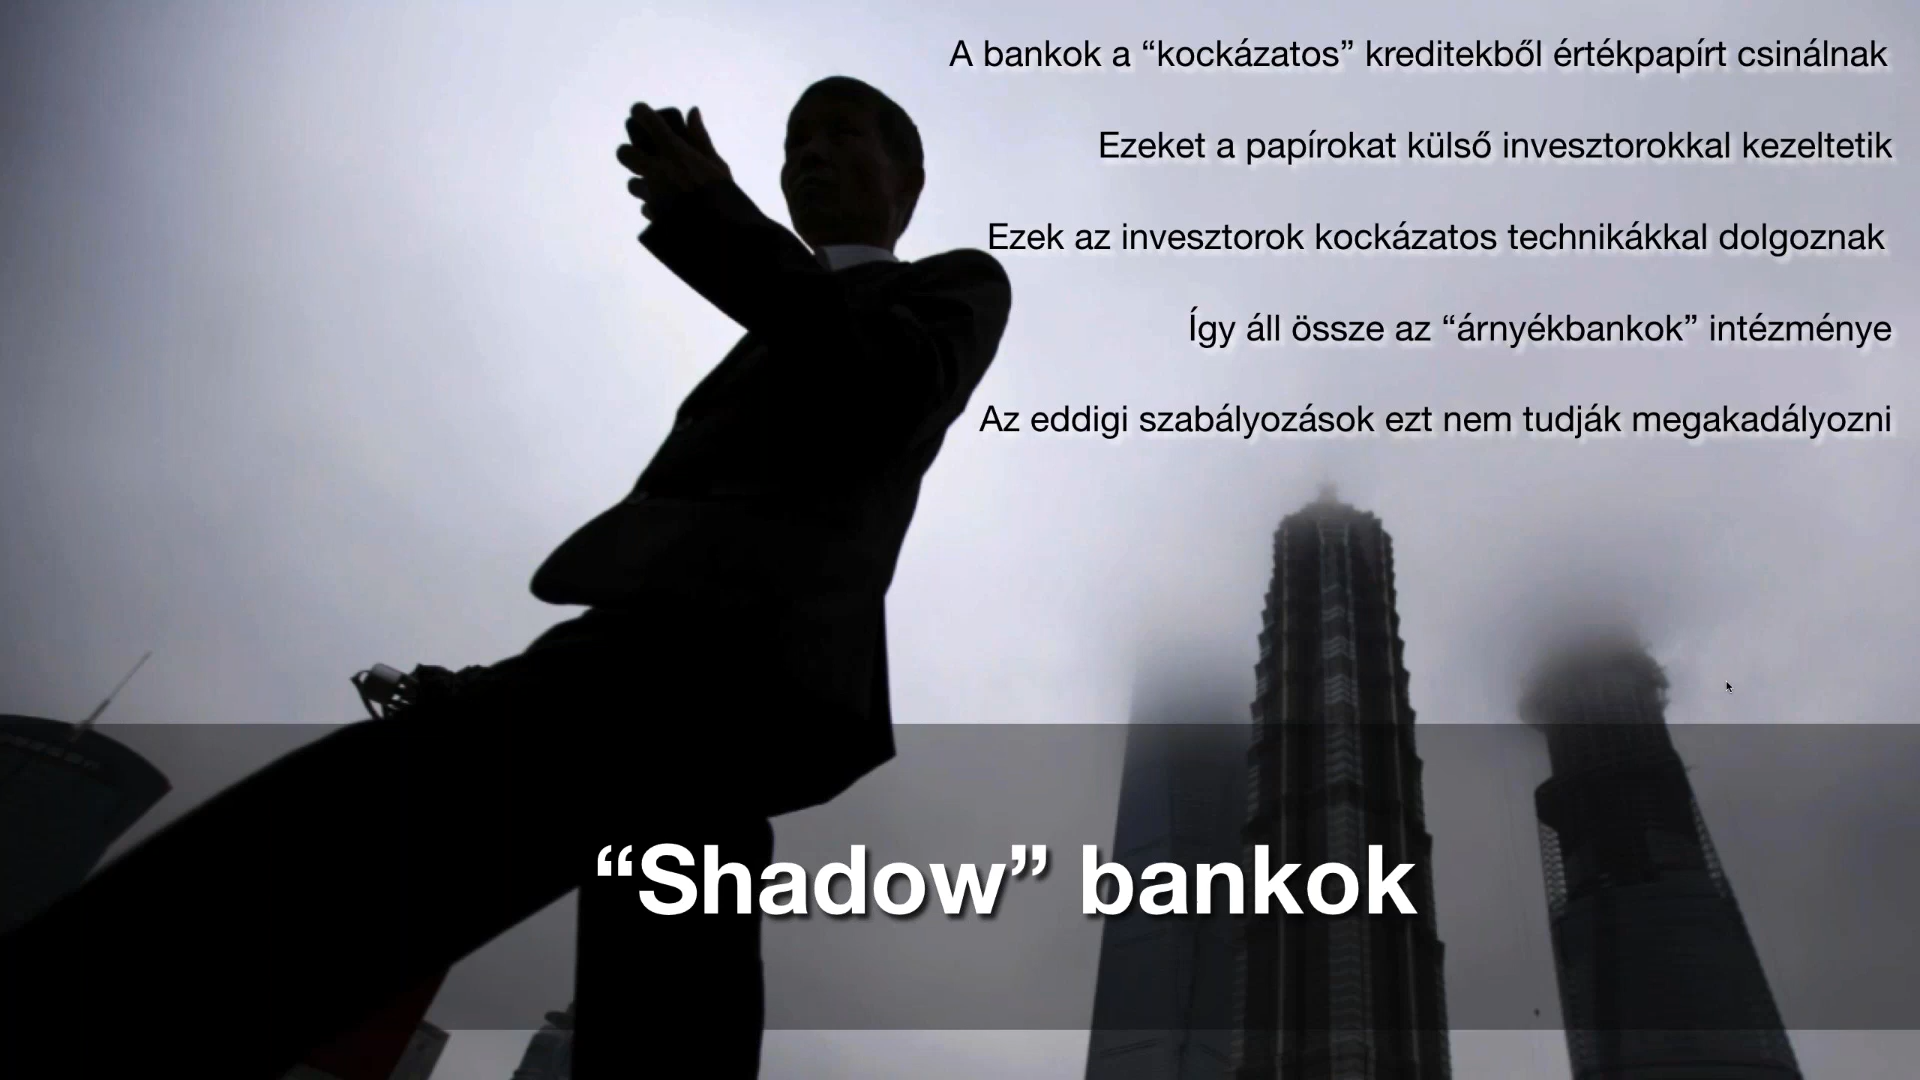 A bankok a “kockázatos” kreditekből értékpapírt csinálnak
Ezeket a papírokat külső invesztorokkal kezeltetik
Ezek az invesztorok kockázatos technikákkal dolgoznak
Így áll össze az “árnyékbankok” intézménye
Az eddigi szabályozások ezt nem tudják megakadályozni
“Shadow” bankok